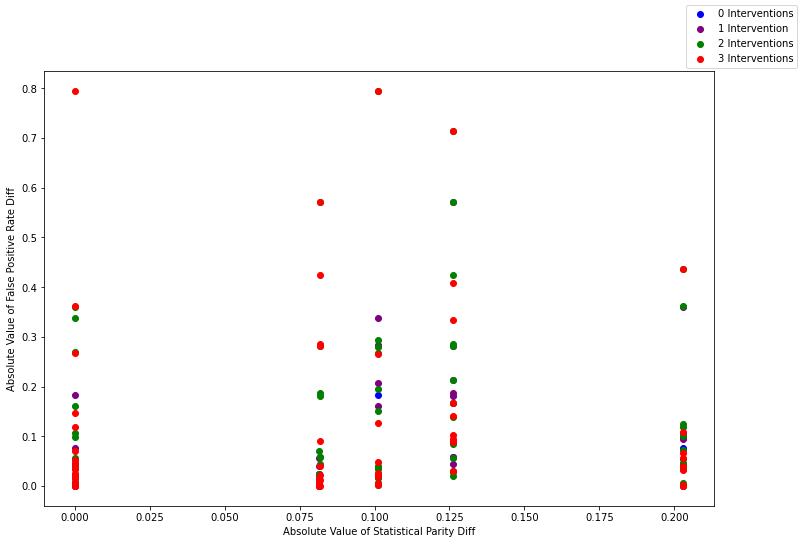 0 Interventions
1 Intervention
2 Interventions
3 Interventions
0.8
0.7
0.6
0.5
0.4
0.3
0.2
0.1
0.0
Absolute Value of False Positive Rate Diff
0.000 0.025 0.050 0.075 0.100 0.125 0.150 0.175 0.200
Absolute Value of Statistical Parity Diff